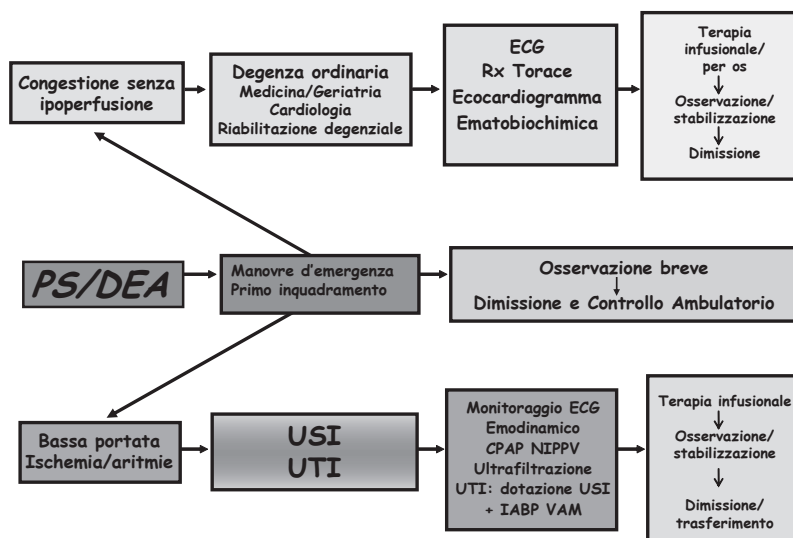 Congestione senza
ipoperfusione
Degenza ordinaria
Medicina/Geriatria
Cardiologia
Riabilitazione degenziale
ECG
Rx Torace
Ecocardiogramma
Ematobiochimica
Terapia
infusionale/
per os
Osservazione/
stabilizzazione
Dimissione
PS/DEA
Manovre d'emergenza
Primo inquadramento
Osservazione breve
Dimissione e Controllo Ambulatorio
Bassa portata
Ischemia/aritmie
USI
UTI
Monitoraggio ECG
Emodinamico
CPAP NIPPV
Ultrafiltrazione
UTI: dotazione USI
+ IABP VAM
Terapia infusionale
Osservazione/
stabilizzazione
Dimissione/
trasferimento